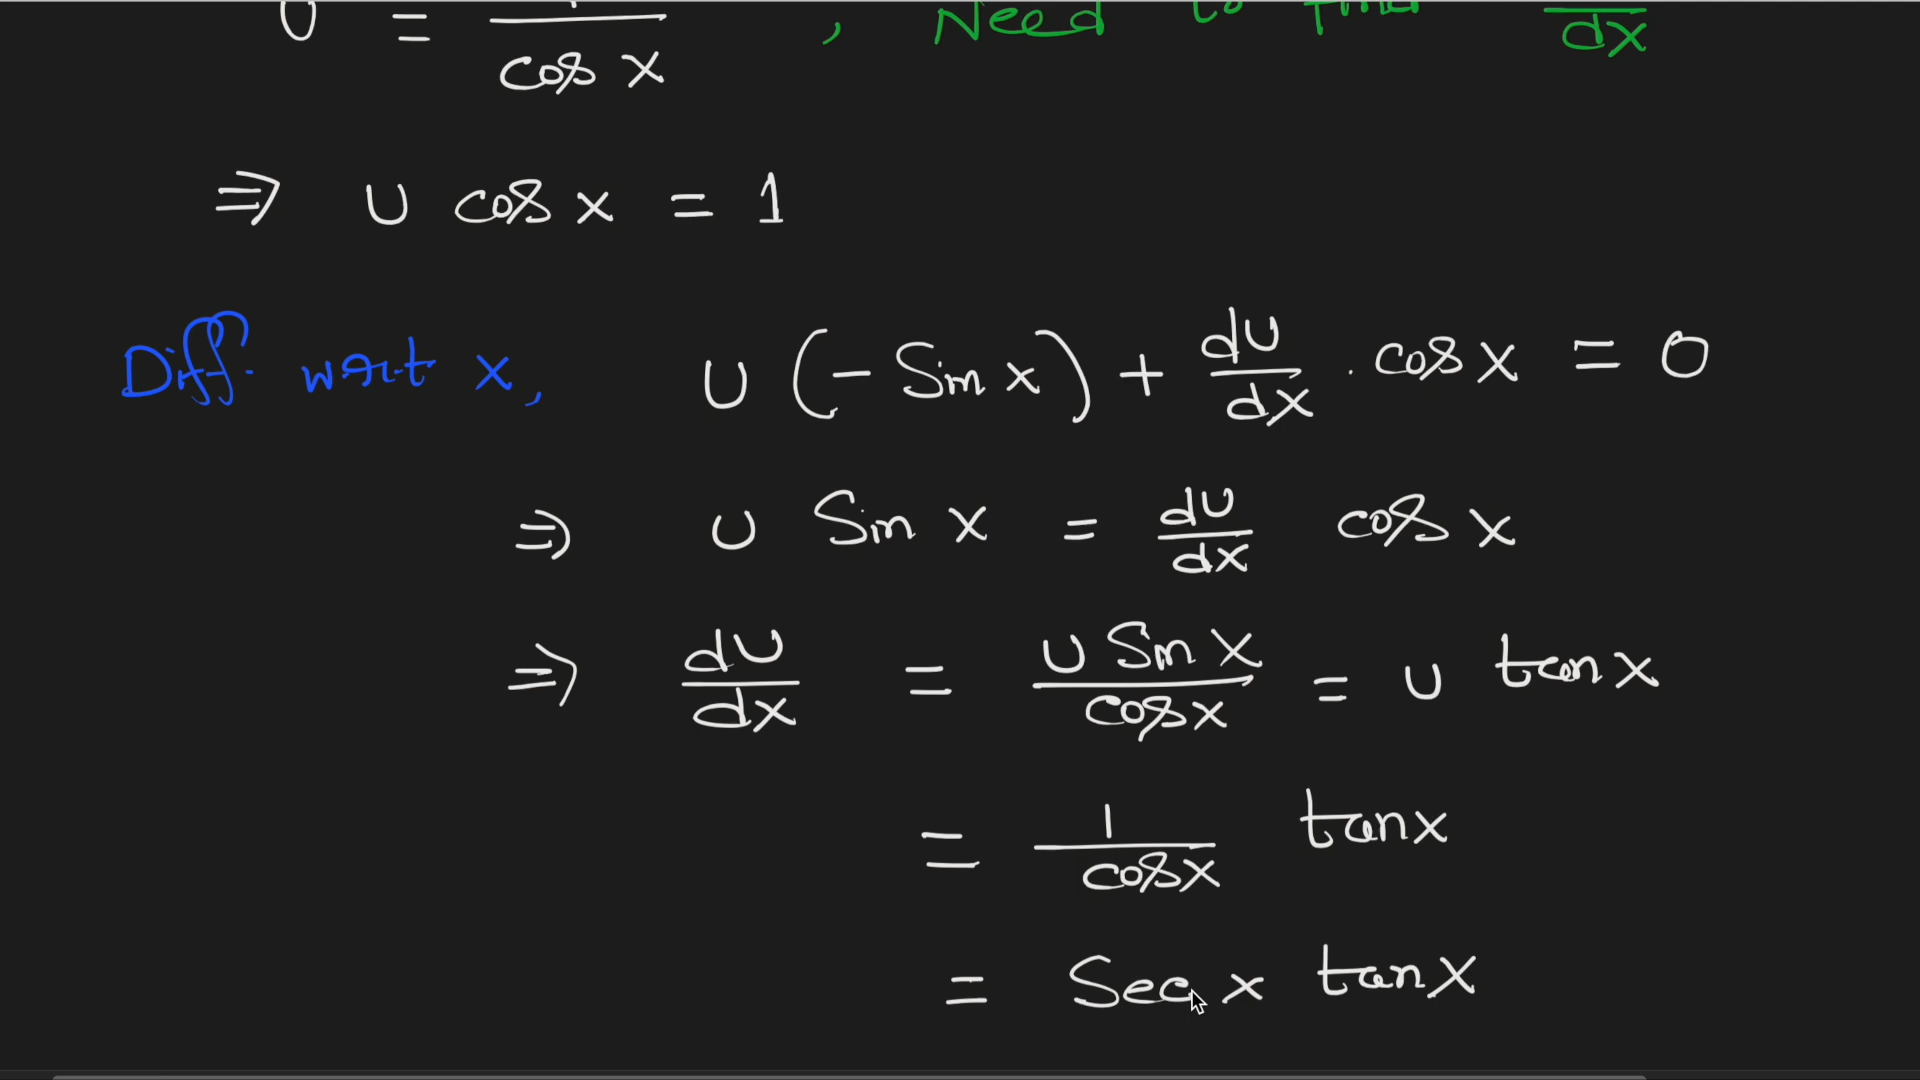 U = 1/cos x , Need to find /dx
⇒ U cos x = 1
Diff. w.r.t x, U (- Sin x) + dU/dx . cos x = 0
⇒ U Sin x = dU/dx cos x
⇒ dU/dx = U Sin x / cos x = U tan x
= 1/cos x tan x
= Sec x tan x